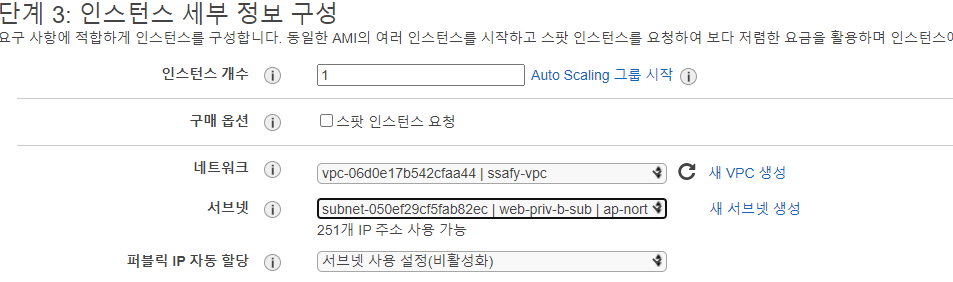 단계 3: 인스턴스 세부 정보 구성
요구 사항에 적합하게 인스턴스를 구성합니다. 동일한 AMI의 여러 인스턴스를 시작하고 스팟 인스턴스를 요청하여 보다 저렴한 요금을 활용하며 인스턴스에
인스턴스 개수 i 1 Auto Scaling 그룹 시작 i
구매 옵션 i 스팟 인스턴스 요청
네트워크 i vpc-06d0e17b542cfaa44 | ssafy-vpc 새 VPC 생성
서브넷 i subnet-050ef29cf5fab82ec | web-priv-b-sub | ap-nort 새 서브넷 생성
251개 IP 주소 사용 가능
퍼블릭 IP 자동 할당 i 서브넷 사용 설정(비활성화)